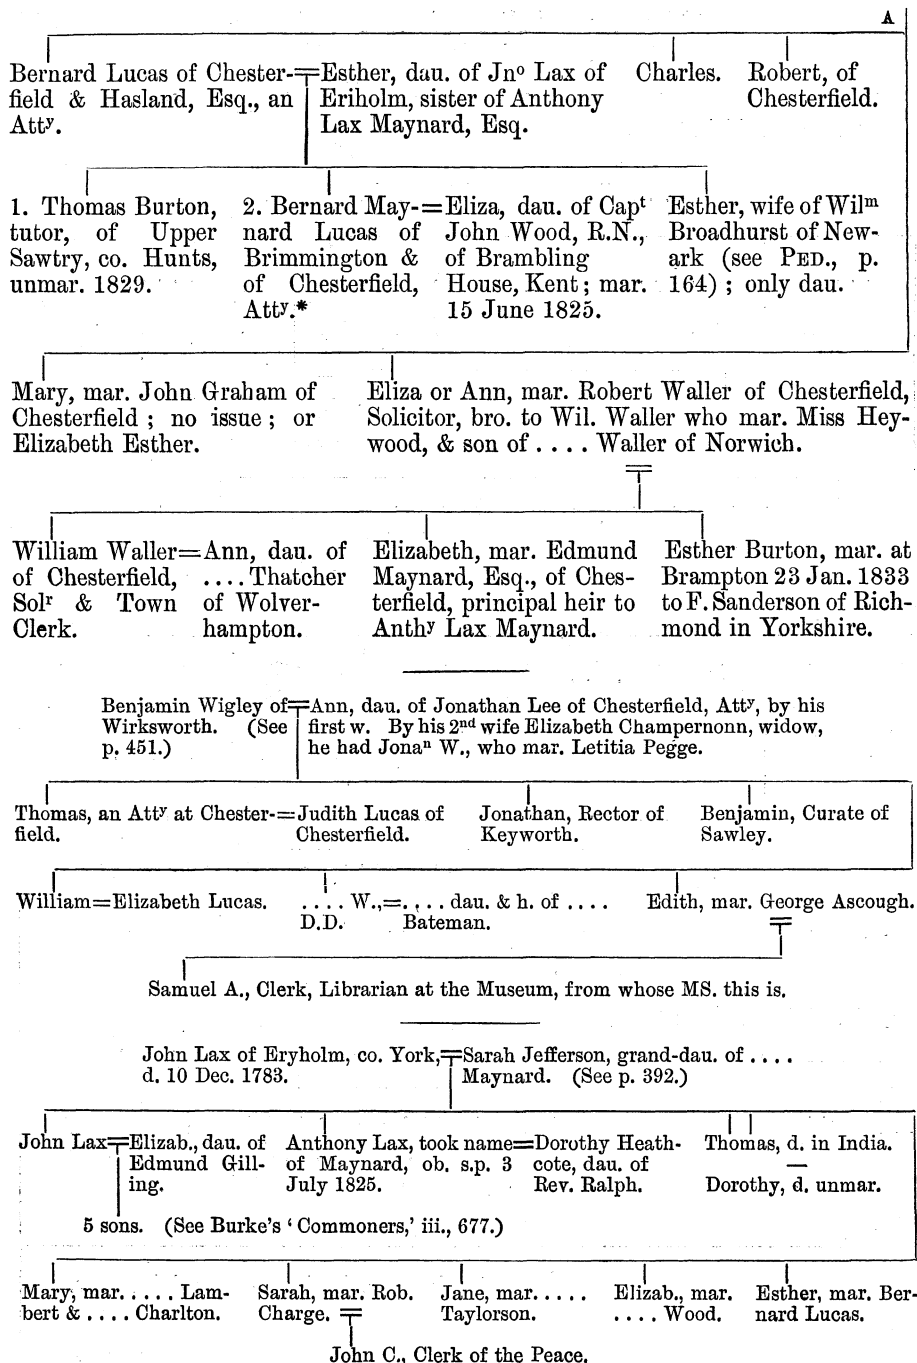 A
Bernard Lucas of Chester-
field & Hasland, Esq., an
Attʸ.
Esther, dau. of Jnᵒ Lax of
Eriholm, sister of Anthony
Lax Maynard, Esq.
Charles.
Robert, of
Chesterfield.
1. Thomas Burton,
tutor, of Upper
Sawtry, co. Hunts,
unmar. 1829.
2. Bernard May-
nard Lucas of
Brimmington &
of Chesterfield,
Attʸ.*
Eliza, dau. of Capᵗ
John Wood, R.N.,
of Brambling
House, Kent; mar.
15 June 1825.
Esther, wife of Wilᵐ
Broadhurst of New-
ark (see PED., p.
164); only dau.
Mary, mar. John Graham of
Chesterfield; no issue; or
Elizabeth Esther.
Eliza or Ann, mar. Robert Waller of Chesterfield,
Solicitor, bro. to Wil. Waller who mar. Miss Hey-
wood, & son of .... Waller of Norwich.
William Waller
of Chesterfield,
Solʳ & Town
Clerk.
Ann, dau. of
.... Thatcher
of Wolver-
hampton.
Elizabeth, mar. Edmund
Maynard, Esq., of Ches-
terfield, principal heir to
Anthʸ Lax Maynard.
Esther Burton, mar. at
Brampton 23 Jan. 1833
to F. Sanderson of Rich-
mond in Yorkshire.
Benjamin Wigley of
Wirksworth. (See
p. 451.)
Ann, dau. of Jonathan Lee of Chesterfield, Attʸ, by his
first w. By his 2ⁿᵈ wife Elizabeth Champernonn, widow,
he had Jonaⁿ W., who mar. Letitia Pegge.
Thomas, an Attʸ at Chester-
field.
Judith Lucas of
Chesterfield.
Jonathan, Rector of
Keyworth.
Benjamin, Curate of
Sawley.
William=Elizabeth Lucas.
.... W.,=.... dau. & h. of ....
D.D. Bateman.
Edith, mar. George Ascough.
Samuel A., Clerk, Librarian at the Museum, from whose MS. this is.
John Lax of Eryholm, co. York,
d. 10 Dec. 1783.
Sarah Jefferson, grand-dau. of ....
Maynard. (See p. 392.)
John Lax
Elizab., dau. of
Edmund Gill-
ing.
Anthony Lax, took name
of Maynard, ob. s.p. 3
July 1825.
Dorothy Heath-
cote, dau. of
Rev. Ralph.
Thomas, d. in India.
—
Dorothy, d. unmar.
5 sons. (See Burke's 'Commoners,' iii., 677.)
Mary, mar. .... Lam-
bert & .... Charlton.
Sarah, mar. Rob.
Charge.
Jane, mar. ....
Taylorson.
Elizab., mar.
.... Wood.
Esther, mar. Ber-
nard Lucas.
John C., Clerk of the Peace.